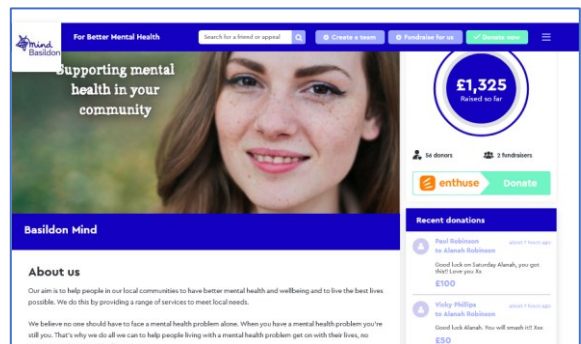 mind
Basildon
For Better Mental Health
Search for a friend or appeal
Create a team
Fundraise for us
Donate now
Supporting mental
health in your
community
£1,325
Raised so far
56 donors
2 fundraisers
enthuse
Donate
Basildon Mind
Recent donations
Paul Robinson
to Alanah Robinson
about 7 hours ago
Good luck on Saturday Alanah, you got
this!! Love you Xx
£100
Vicky Phillips
to Alanah Robinson
about 7 hours ago
Good luck Alanah. You will smash it!! Xxx
£50
About us
Our aim is to help people in our local communities to have better mental health and wellbeing and to live the best lives
possible. We do this by providing a range of services to meet local needs.
We believe no one should have to face a mental health problem alone. When you have a mental health problem you're
still you. That's why we do all we can to help people living with a mental health problem get on with their lives, no